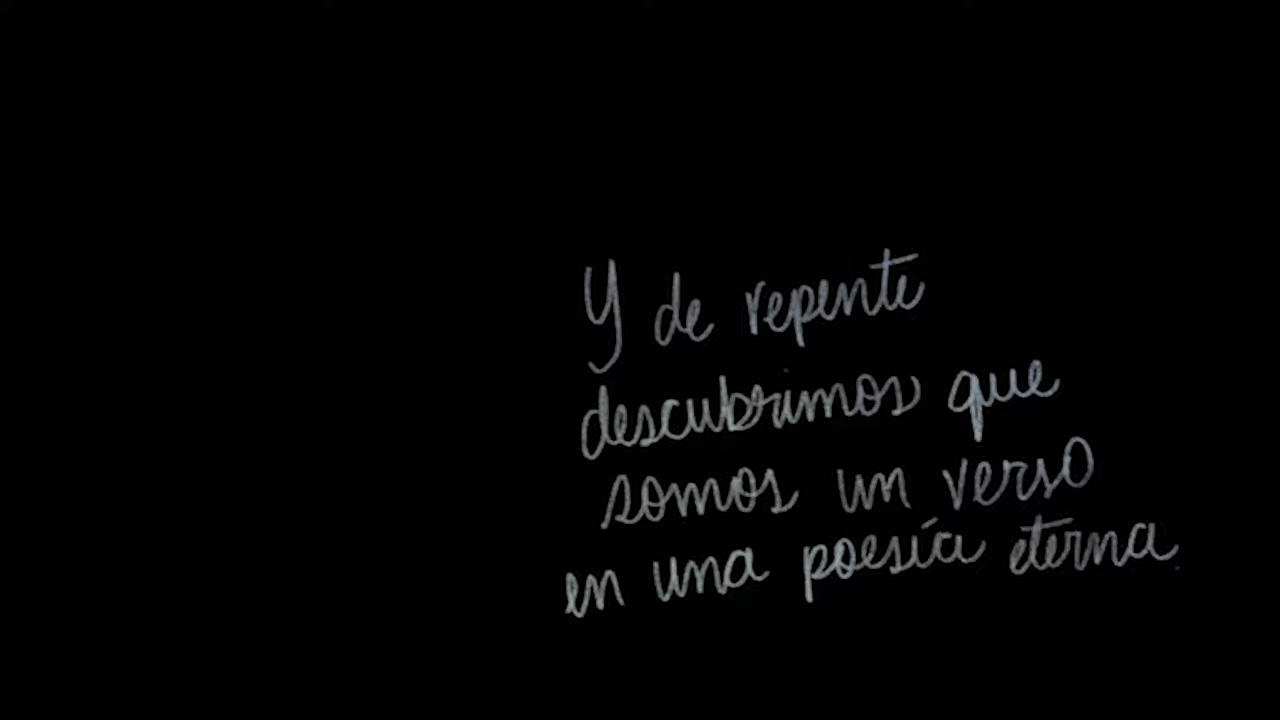 Y de repente
descubrimos que
somos un verso
en una poesía eterna.